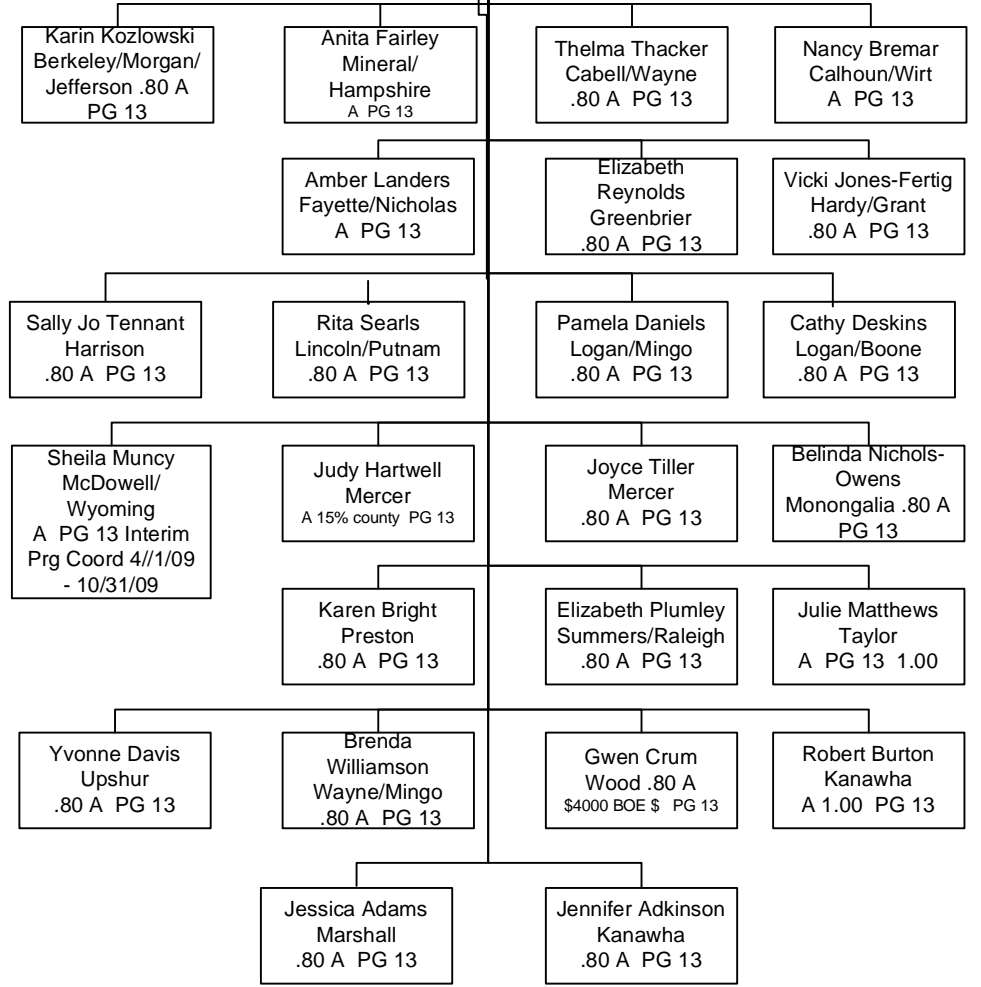 Karin Kozlowski
Berkeley/Morgan/
Jefferson .80 A
PG 13
Anita Fairley
Mineral/
Hampshire
A PG 13
Thelma Thacker
Cabell/Wayne
.80 A PG 13
Nancy Bremar
Calhoun/Wirt
A PG 13
Amber Landers
Fayette/Nicholas
A PG 13
Elizabeth
Reynolds
Greenbrier
.80 A PG 13
Vicki Jones-Fertig
Hardy/Grant
.80 A PG 13
Sally Jo Tennant
Harrison
.80 A PG 13
Rita Searls
Lincoln/Putnam
.80 A PG 13
Pamela Daniels
Logan/Mingo
.80 A PG 13
Cathy Deskins
Logan/Boone
.80 A PG 13
Sheila Muncy
McDowell/
Wyoming
A PG 13 Interim
Prg Coord 4//1/09
- 10/31/09
Judy Hartwell
Mercer
A 15% county PG 13
Joyce Tiller
Mercer
.80 A PG 13
Belinda Nichols-
Owens
Monongalia .80 A
PG 13
Karen Bright
Preston
.80 A PG 13
Elizabeth Plumley
Summers/Raleigh
.80 A PG 13
Julie Matthews
Taylor
A PG 13 1.00
Yvonne Davis
Upshur
.80 A PG 13
Brenda
Williamson
Wayne/Mingo
.80 A PG 13
Gwen Crum
Wood .80 A
$4000 BOE $ PG 13
Robert Burton
Kanawha
A 1.00 PG 13
Jessica Adams
Marshall
.80 A PG 13
Jennifer Adkinson
Kanawha
.80 A PG 13